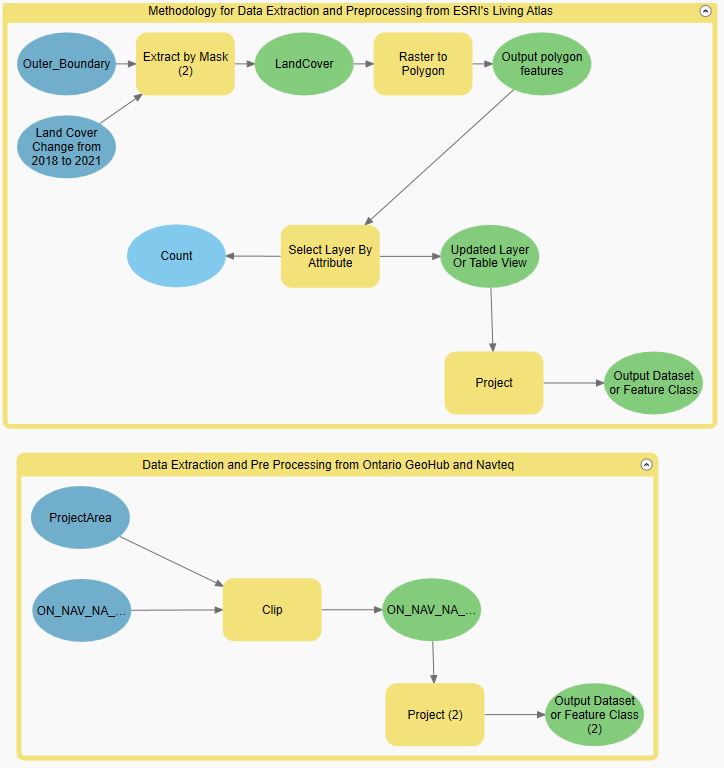 Methodology for Data Extraction and Preprocessing from ESRI's Living Atlas
Outer_Boundary
Extract by Mask
(2)
LandCover
Raster to
Polygon
Output polygon
features
Land Cover
Change from
2018 to 2021
Count
Select Layer By
Attribute
Updated Layer
Or Table View
Project
Output Dataset
or Feature Class
Data Extraction and Pre Processing from Ontario GeoHub and Navteq
ProjectArea
ON_NAV_NA_...
Clip
ON_NAV_NA_...
Project (2)
Output Dataset
or Feature Class
(2)